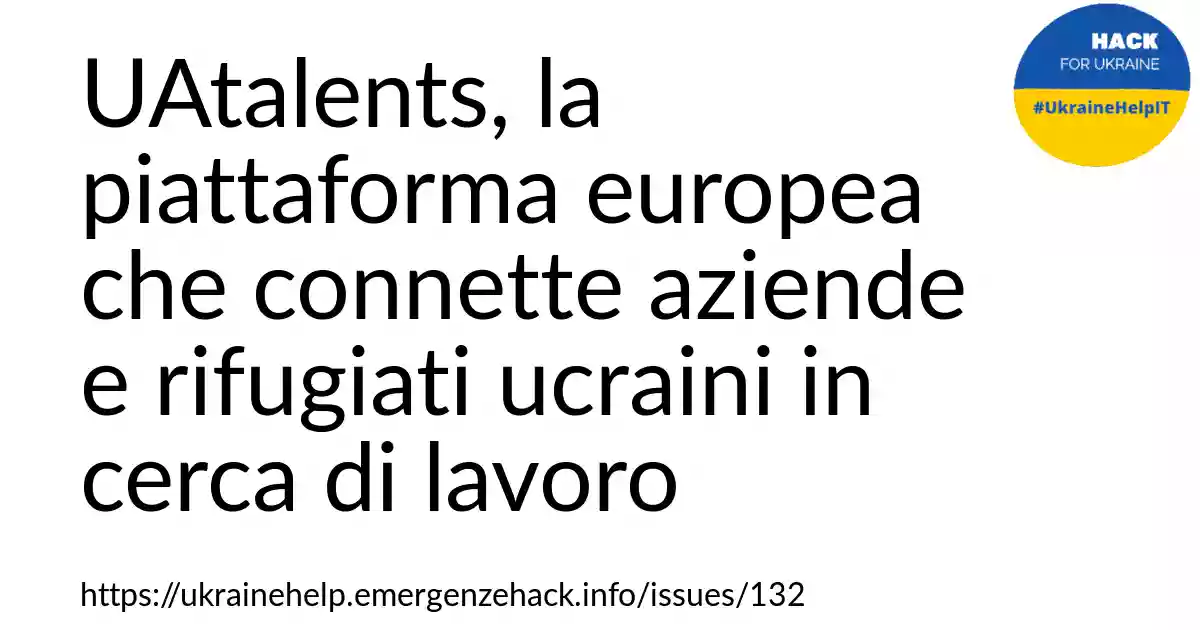 UAtalents, la
piattaforma europea
che connette aziende
e rifugiati ucraini in
cerca di lavoro
https://ukrainehelp.emergenzehack.info/issues/132
HACK
FOR UKRAINE
#UkraineHelpIT